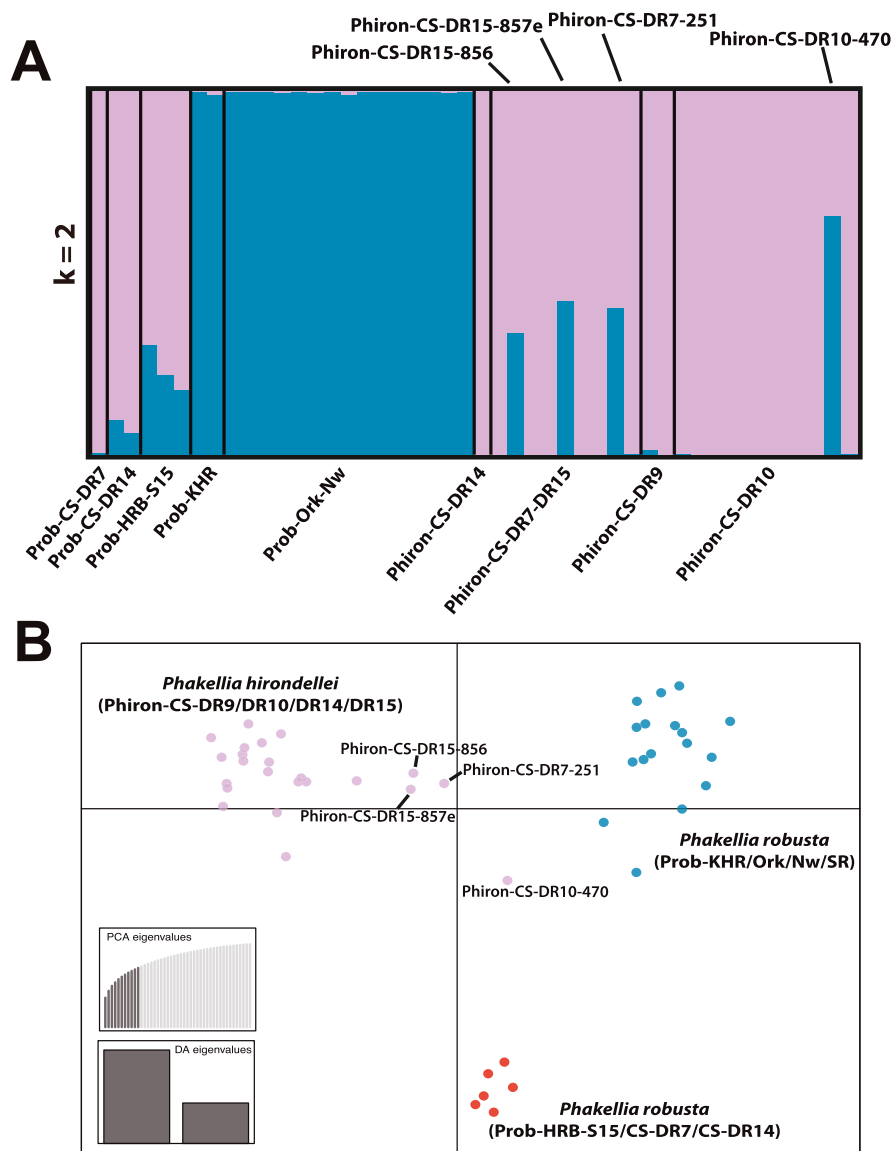 A
Phiron-CS-DR15-857e
Phiron-CS-DR7-251
Phiron-CS-DR15-856
Phiron-CS-DR10-470
k = 2
Prob-CS-DR7
Prob-CS-DR14
Prob-HRB-S15
Prob-KHR
Prob-Ork-Nw
Phiron-CS-DR14
Phiron-CS-DR7-DR15
Phiron-CS-DR9
Phiron-CS-DR10
B
Phakellia hirondellei
(Phiron-CS-DR9/DR10/DR14/DR15)
Phiron-CS-DR15-856
Phiron-CS-DR7-251
Phiron-CS-DR15-857e
Phakellia robusta
(Prob-KHR/Ork/Nw/SR)
Phiron-CS-DR10-470
PCA eigenvalues
DA eigenvalues
Phakellia robusta
(Prob-HRB-S15/CS-DR7/CS-DR14)